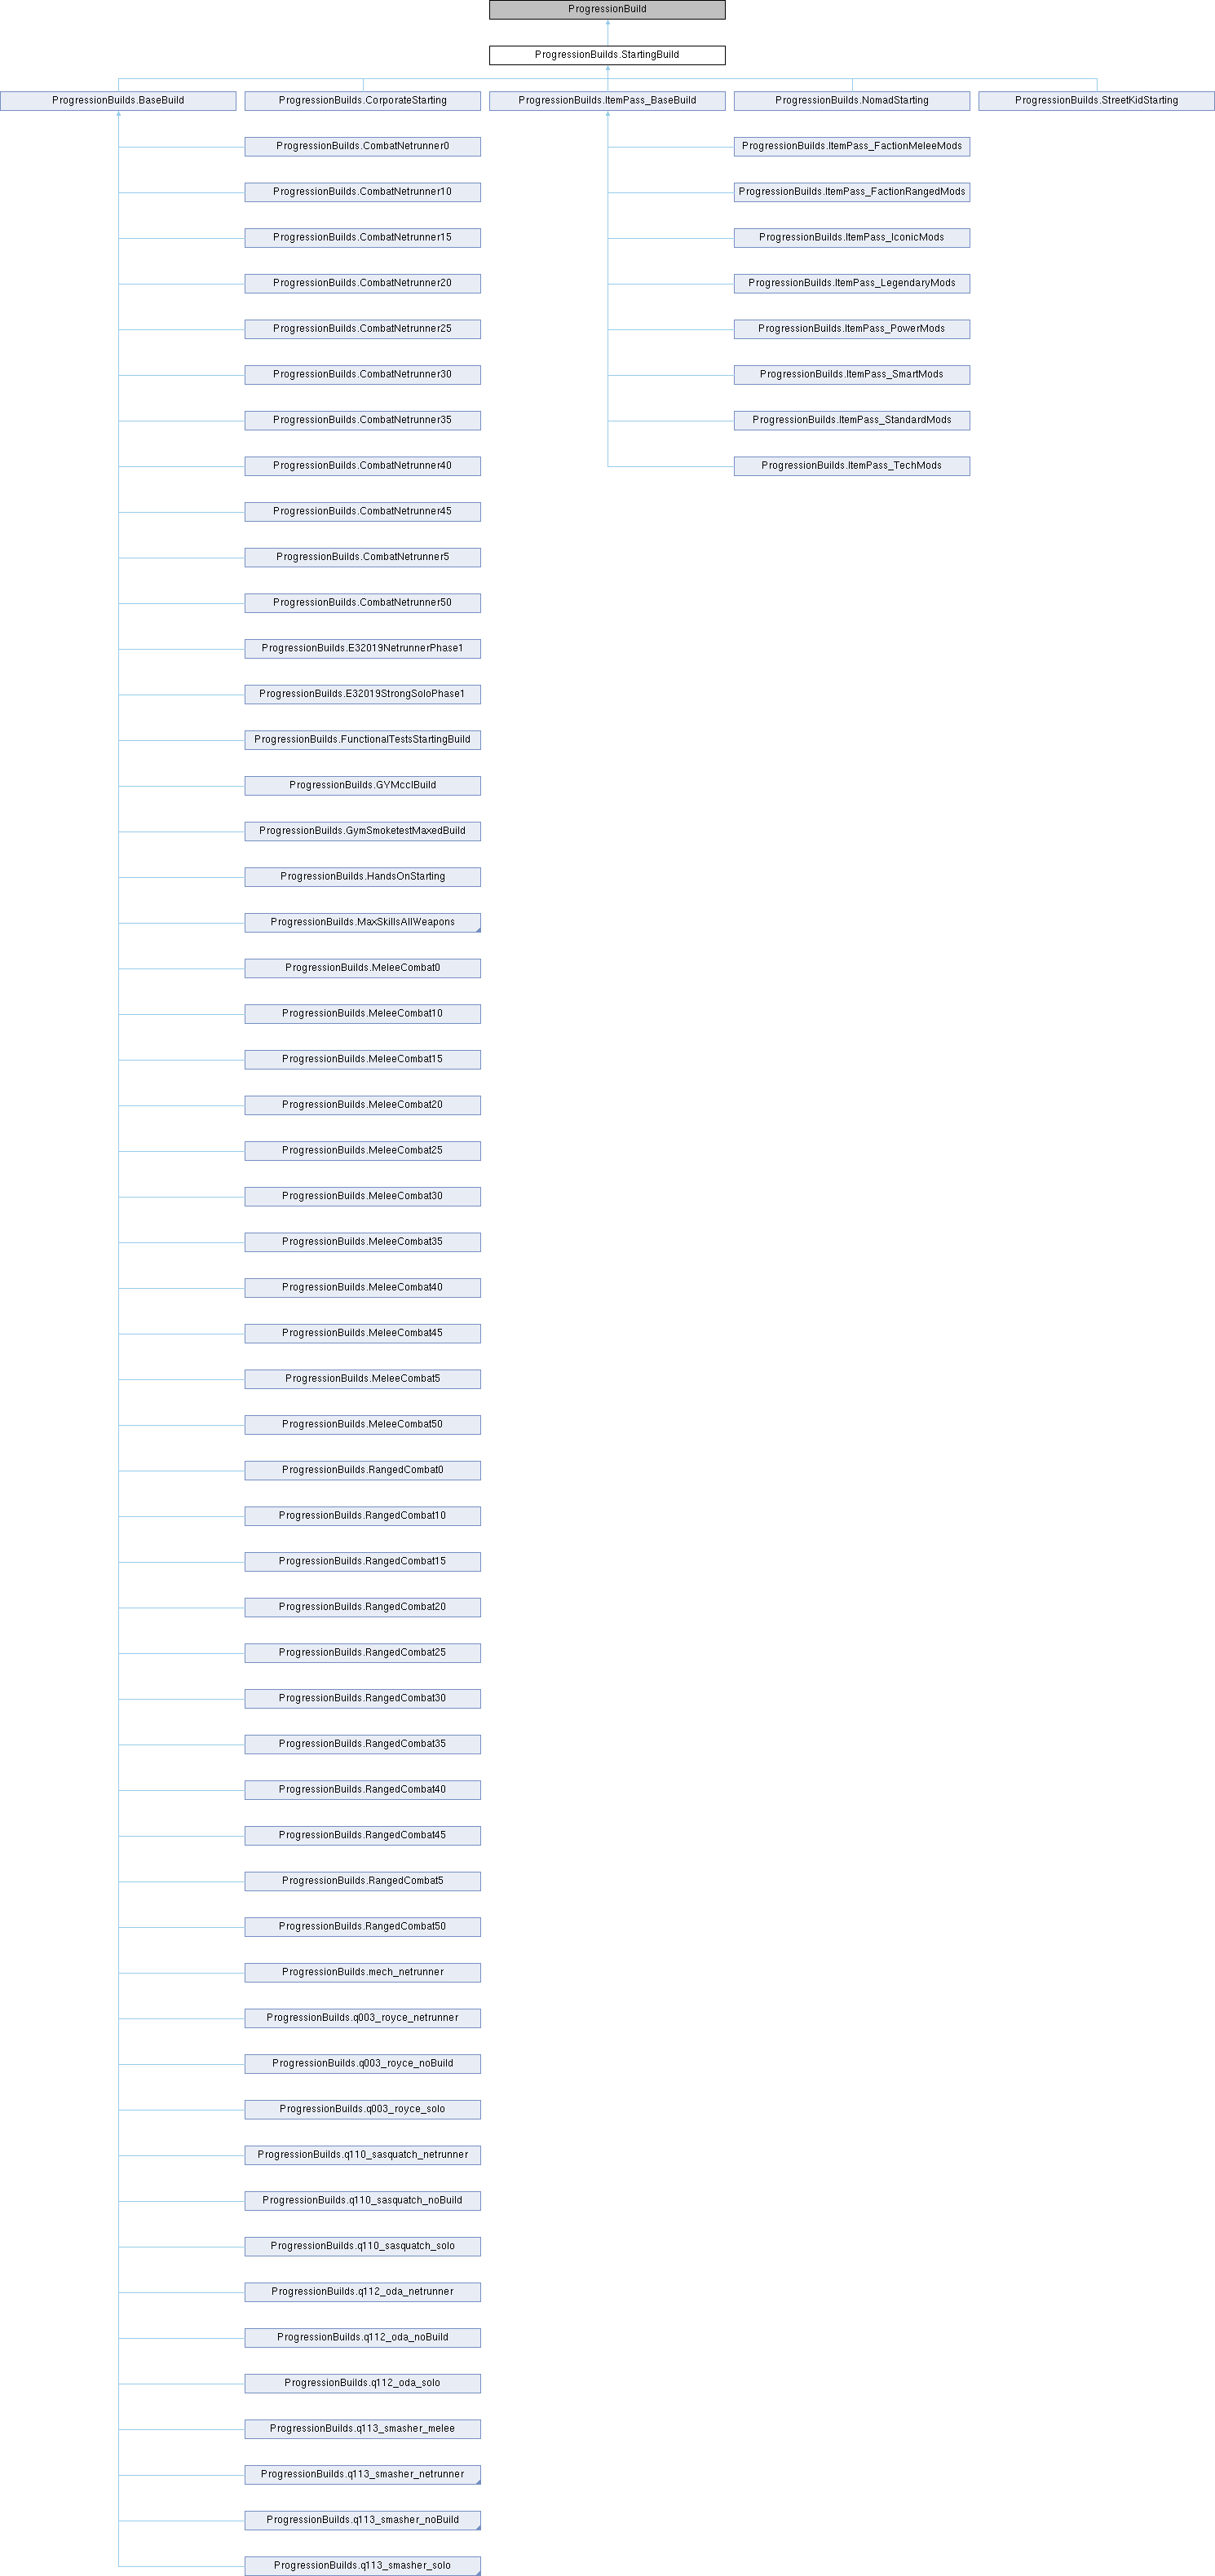 ProgressionBuild
ProgressionBuilds.StartingBuild
ProgressionBuilds.BaseBuild
ProgressionBuilds.CorporateStarting
ProgressionBuilds.ItemPass_BaseBuild
ProgressionBuilds.NomadStarting
ProgressionBuilds.StreetKidStarting
ProgressionBuilds.CombatNetrunner0
ProgressionBuilds.ItemPass_FactionMeleeMods
ProgressionBuilds.CombatNetrunner10
ProgressionBuilds.ItemPass_FactionRangedMods
ProgressionBuilds.CombatNetrunner15
ProgressionBuilds.ItemPass_IconicMods
ProgressionBuilds.CombatNetrunner20
ProgressionBuilds.ItemPass_LegendaryMods
ProgressionBuilds.CombatNetrunner25
ProgressionBuilds.ItemPass_PowerMods
ProgressionBuilds.CombatNetrunner30
ProgressionBuilds.ItemPass_SmartMods
ProgressionBuilds.CombatNetrunner35
ProgressionBuilds.ItemPass_StandardMods
ProgressionBuilds.CombatNetrunner40
ProgressionBuilds.ItemPass_TechMods
ProgressionBuilds.CombatNetrunner45
ProgressionBuilds.CombatNetrunner5
ProgressionBuilds.CombatNetrunner50
ProgressionBuilds.E32019NetrunnerPhase1
ProgressionBuilds.E32019StrongSoloPhase1
ProgressionBuilds.FunctionalTestsStartingBuild
ProgressionBuilds.GYMcclBuild
ProgressionBuilds.GymSmoketestMaxedBuild
ProgressionBuilds.HandsOnStarting
ProgressionBuilds.MaxSkillsAllWeapons
ProgressionBuilds.MeleeCombat0
ProgressionBuilds.MeleeCombat10
ProgressionBuilds.MeleeCombat15
ProgressionBuilds.MeleeCombat20
ProgressionBuilds.MeleeCombat25
ProgressionBuilds.MeleeCombat30
ProgressionBuilds.MeleeCombat35
ProgressionBuilds.MeleeCombat40
ProgressionBuilds.MeleeCombat45
ProgressionBuilds.MeleeCombat5
ProgressionBuilds.MeleeCombat50
ProgressionBuilds.RangedCombat0
ProgressionBuilds.RangedCombat10
ProgressionBuilds.RangedCombat15
ProgressionBuilds.RangedCombat20
ProgressionBuilds.RangedCombat25
ProgressionBuilds.RangedCombat30
ProgressionBuilds.RangedCombat35
ProgressionBuilds.RangedCombat40
ProgressionBuilds.RangedCombat45
ProgressionBuilds.RangedCombat5
ProgressionBuilds.RangedCombat50
ProgressionBuilds.mech_netrunner
ProgressionBuilds.q003_royce_netrunner
ProgressionBuilds.q003_royce_noBuild
ProgressionBuilds.q003_royce_solo
ProgressionBuilds.q110_sasquatch_netrunner
ProgressionBuilds.q110_sasquatch_noBuild
ProgressionBuilds.q110_sasquatch_solo
ProgressionBuilds.q112_oda_netrunner
ProgressionBuilds.q112_oda_noBuild
ProgressionBuilds.q112_oda_solo
ProgressionBuilds.q113_smasher_melee
ProgressionBuilds.q113_smasher_netrunner
ProgressionBuilds.q113_smasher_noBuild
ProgressionBuilds.q113_smasher_solo